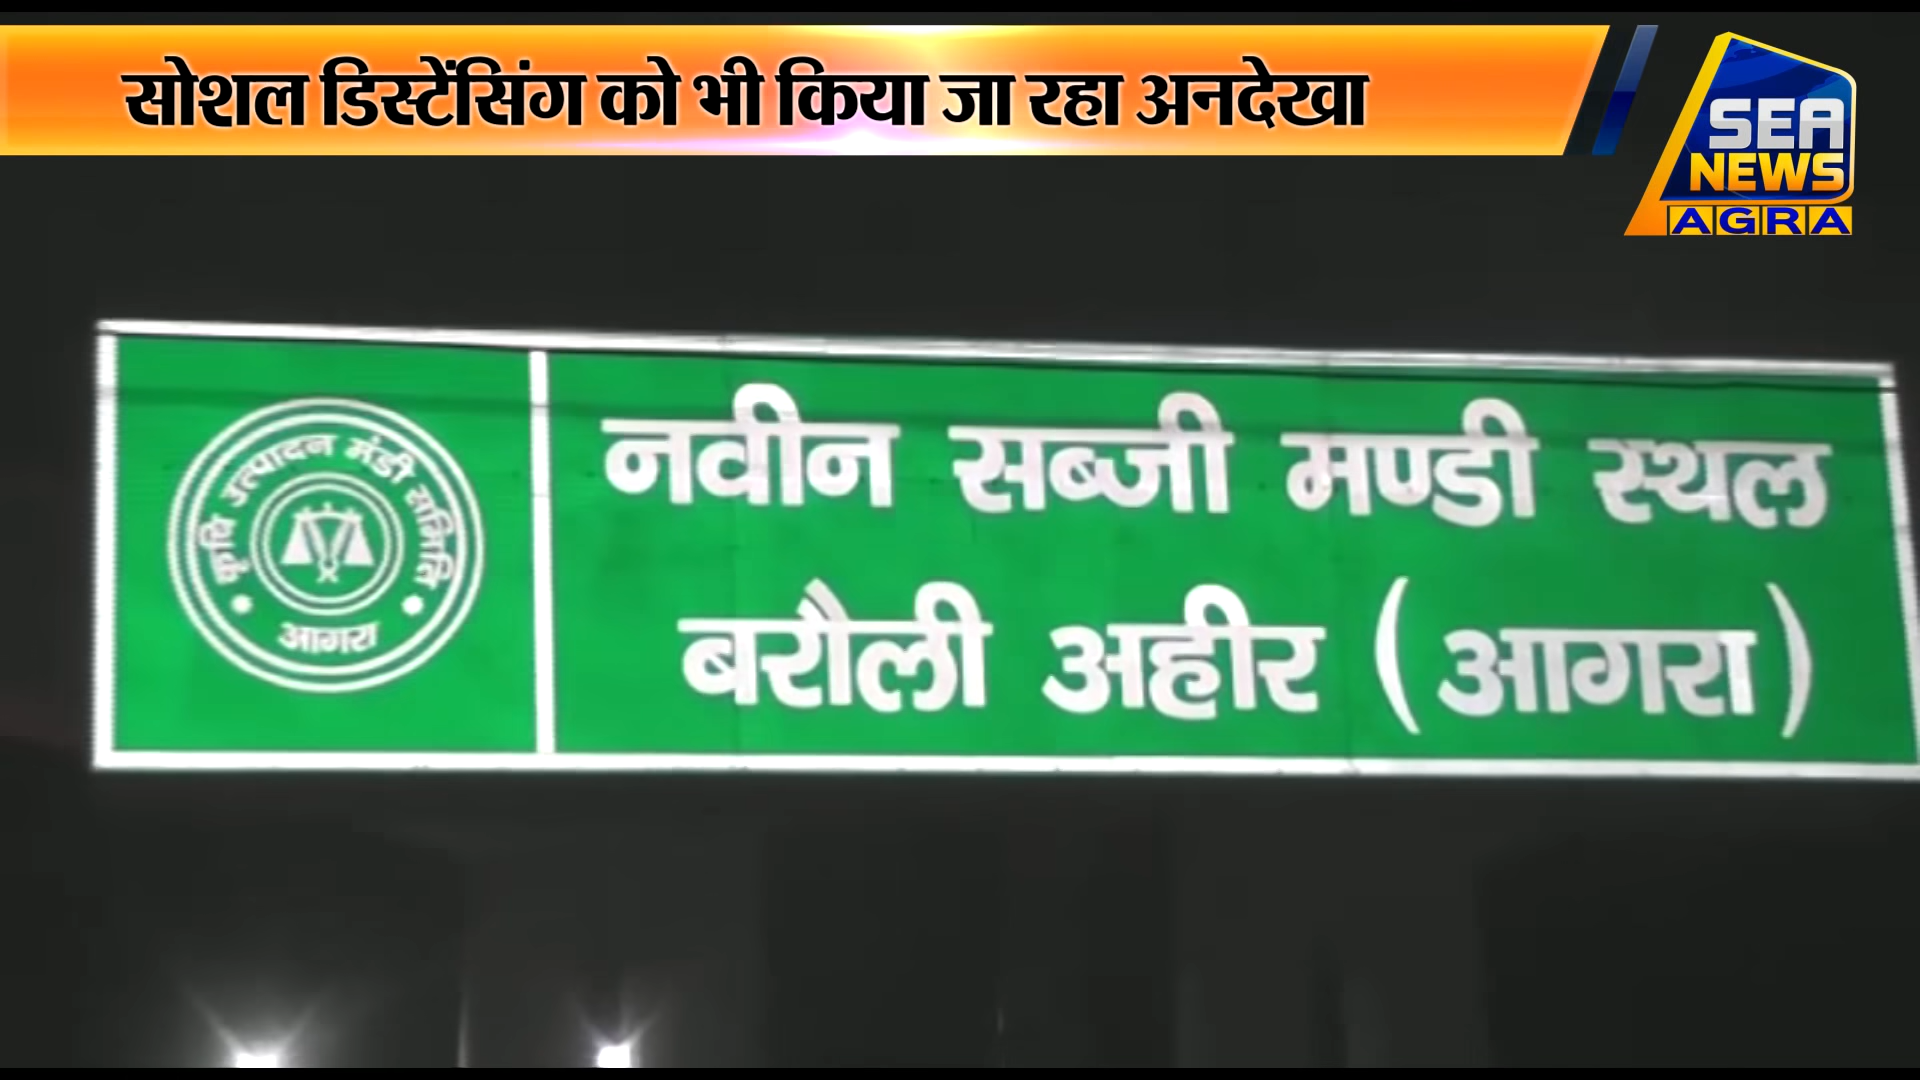 सोशल डिस्टेंसिंग को भी किया जा रहा अनदेखा
SEA
NEWS
AGRA
कृषि उत्पादन मंडी समिति
आगरा
नवीन सब्जी मण्डी स्थल
बरौली अहीर (आगरा)